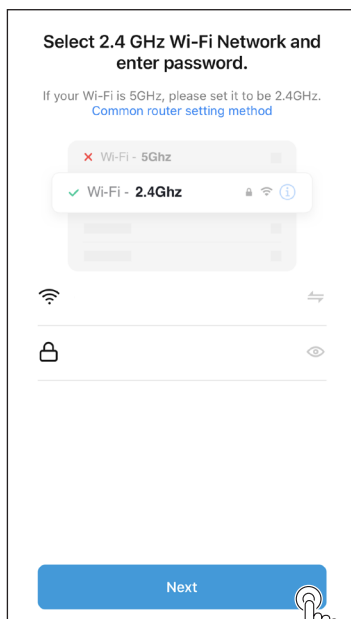 Select 2.4 GHz Wi-Fi Network and
enter password.
If your Wi-Fi is 5GHz, please set it to be 2.4GHz.
Common router setting method
Wi-Fi - 5Ghz
Wi-Fi - 2.4Ghz
Next